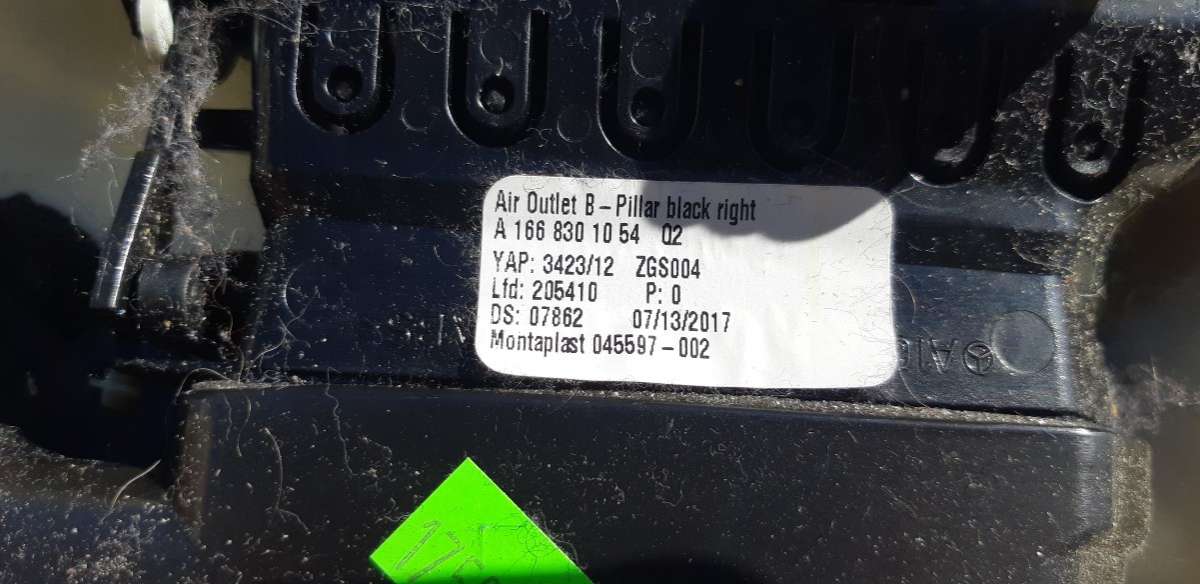 Air Outlet B-Pillar black right
A 166 830 10 54 02
YAP: 3423/12 ZGS004
Lfd: 205410 P: 0
DS: 07862 07/13/2017
Montaplast 045597-002